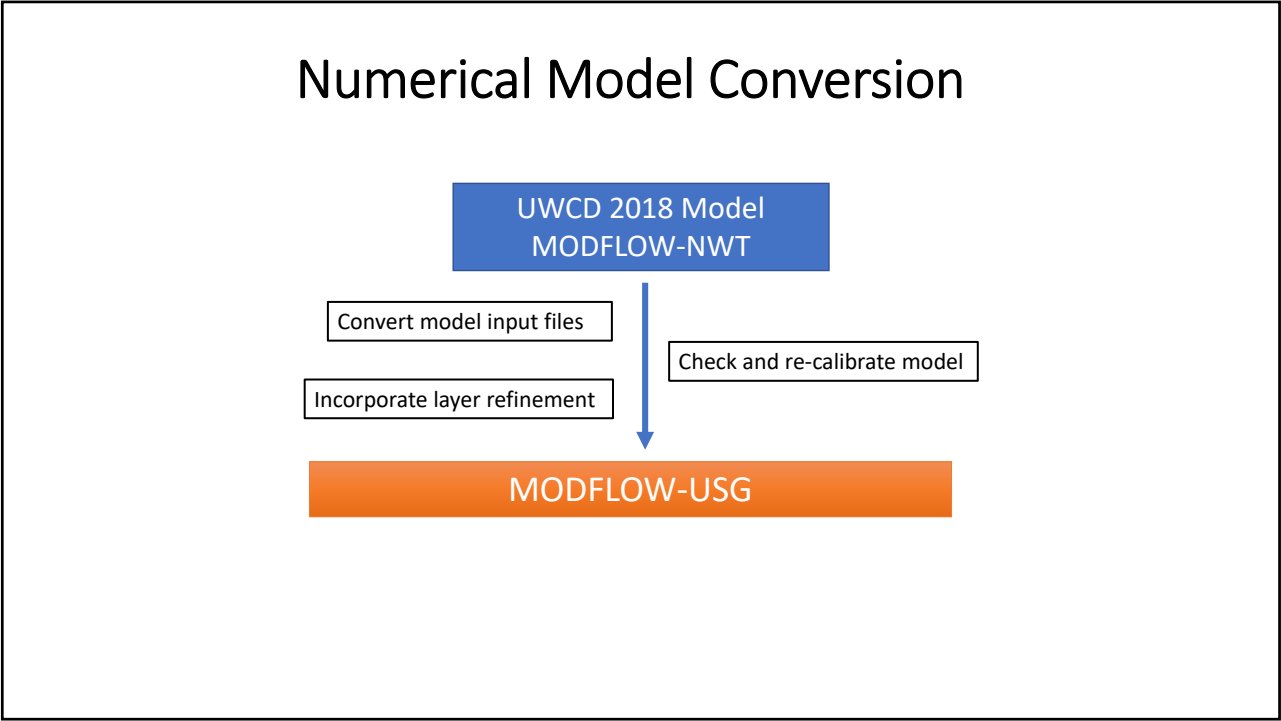 Numerical Model Conversion
UWCD 2018 Model
MODFLOW-NWT
Convert model input files
Check and re-calibrate model
Incorporate layer refinement
MODFLOW-USG